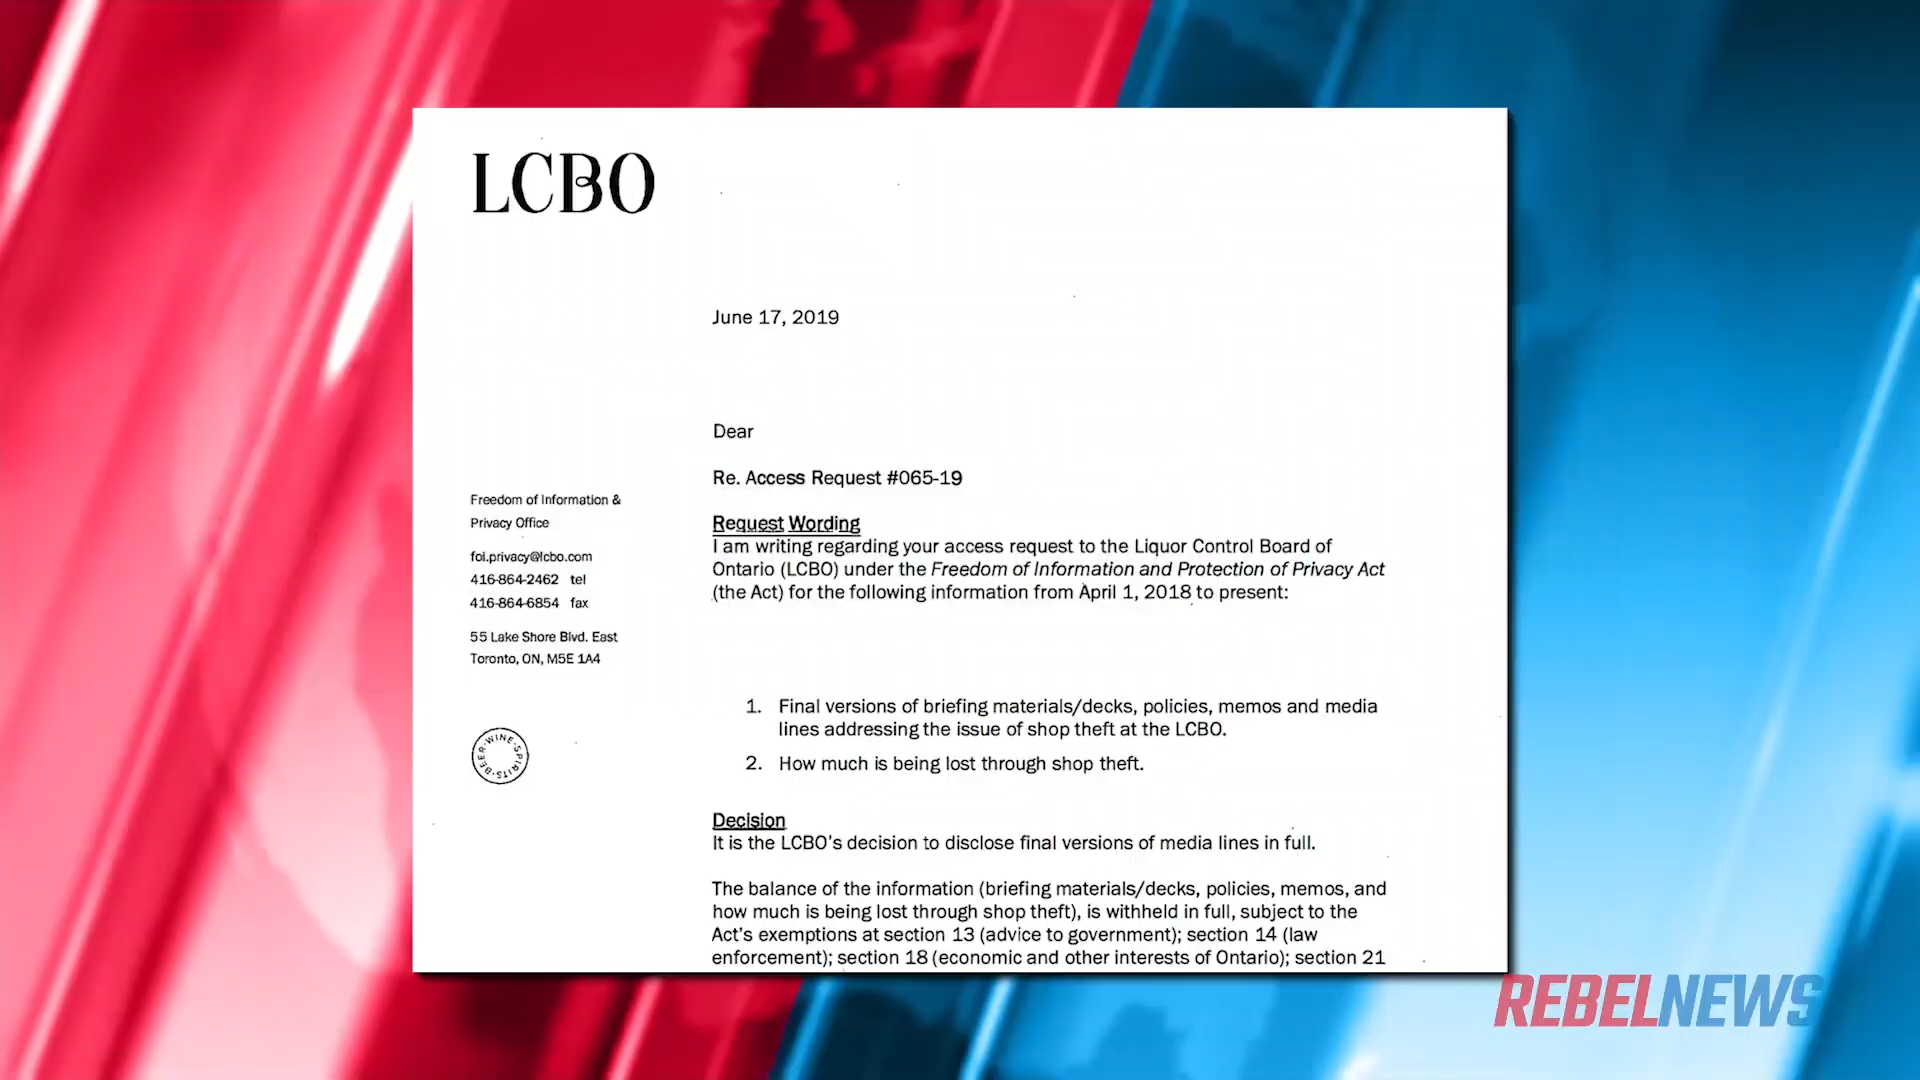 LCBO
June 17, 2019
Dear
Re. Access Request #065-19
Freedom of Information &
Privacy Office
foi.privacy@lcbo.com
416-864-2462 tel
416-864-6854 fax
55 Lake Shore Blvd. East
Toronto, ON, M5E 1A4
BEER·WINE·SPIRITS·
Request Wording
I am writing regarding your access request to the Liquor Control Board of
Ontario (LCBO) under the Freedom of Information and Protection of Privacy Act
(the Act) for the following information from April 1, 2018 to present:
1. Final versions of briefing materials/decks, policies, memos and media
lines addressing the issue of shop theft at the LCBO.
2. How much is being lost through shop theft.
Decision
It is the LCBO's decision to disclose final versions of media lines in full.
The balance of the information (briefing materials/decks, policies, memos, and
how much is being lost through shop theft), is withheld in full, subject to the
Act's exemptions at section 13 (advice to government); section 14 (law
enforcement); section 18 (economic and other interests of Ontario); section 21
REBELNEWS